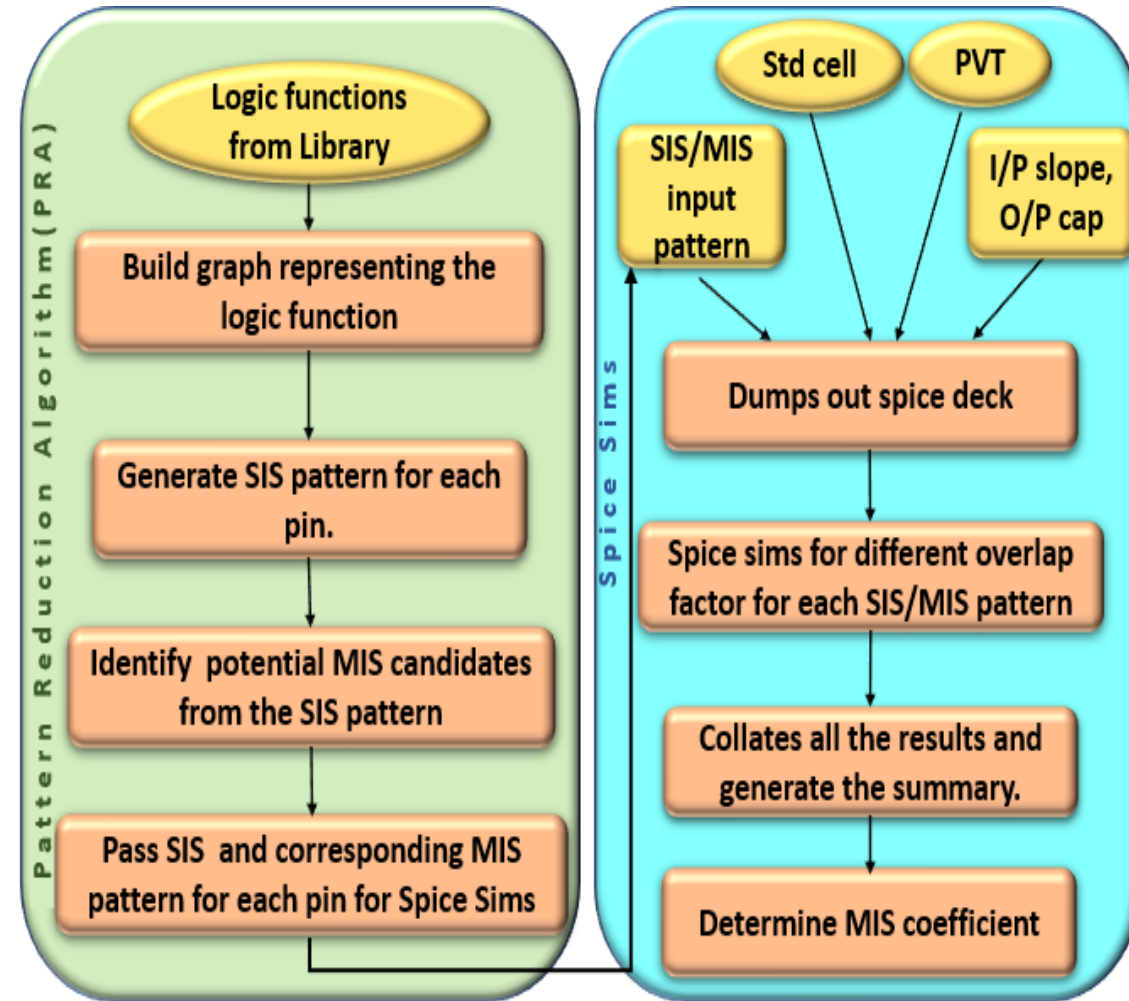 Pattern Reduction Algorithm(PRA)
Logic functions
from Library
Build graph representing the
logic function
Generate SIS pattern for each
pin.
Identify potential MIS candidates
from the SIS pattern
Pass SIS and corresponding MIS
pattern for each pin for Spice Sims
Spice Sims
Std cell
PVT
SIS/MIS
input
pattern
I/P slope,
O/P cap
Dumps out spice deck
Spice sims for different overlap
factor for each SIS/MIS pattern
Collates all the results and
generate the summary.
Determine MIS coefficient